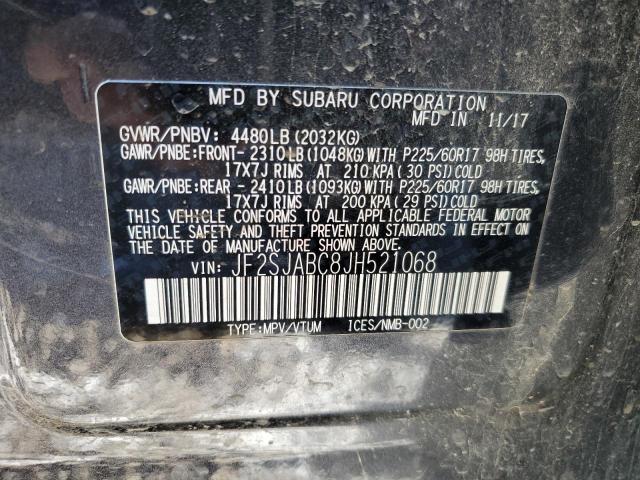 MFD BY SUBARU CORPORATION
MFD IN 11/17
GVWR/PNBV: 4480LB(2032KG)
GAWR/PNBE:FRONT- 2310LB(1048KG)WITH P225/60R17 98H TIRES,
17X7J RIMS AT 210 KPA(30 PSI)COLD
GAWR/PNBE:REAR - 2410LB(1093KG)WITH P225/60R17 98H TIRES,
17X7J RIMS AT 200 KPA(29 PSI)COLD
THIS VEHICLE CONFORMS TO ALL APPLICABLE FEDERAL MOTOR
VEHICLE SAFETY AND THEFT PREVENTION STANDARDS IN EFFECT ON
THE DATE OF MANUFACTURE SHOWN ABOVE.
VIN: JF2SJABC8JH521068
TYPE:MPV/VTUM ICES/NMB-002